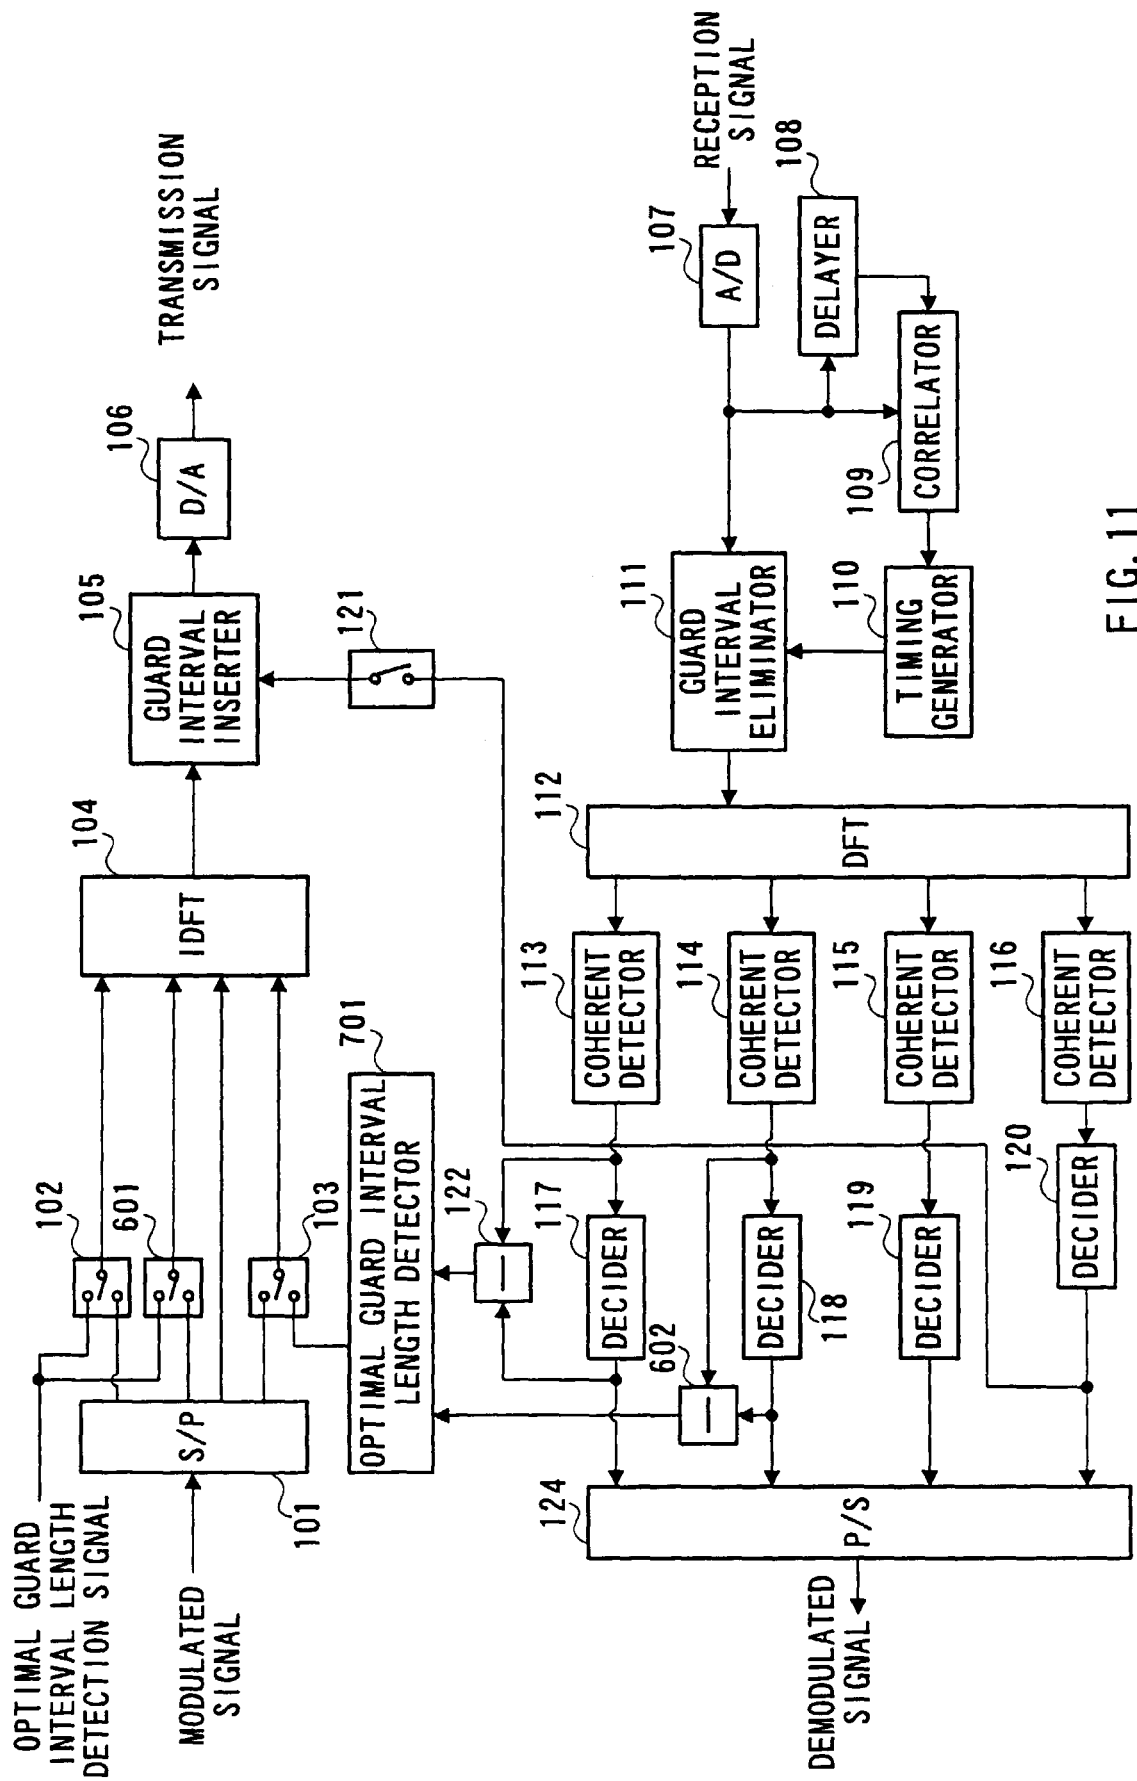 OPTIMAL GUARD
INTERVAL LENGTH
DETECTION SIGNAL
MODULATED
SIGNAL
S/P
101
102
601
103
IDFT
104
GUARD
INTERVAL
INSERTER
105
D/A
106
TRANSMISSION
SIGNAL
121
OPTIMAL GUARD INTERVAL
LENGTH DETECTOR
701
122
602
DEMODULATED
SIGNAL
P/S
124
DECIDER
117
DECIDER
118
DECIDER
119
DECIDER
120
COHERENT
DETECTOR
113
COHERENT
DETECTOR
114
COHERENT
DETECTOR
115
COHERENT
DETECTOR
116
DFT
112
GUARD
INTERVAL
ELIMINATOR
111
TIMING
GENERATOR
110
A/D
107
RECEPTION
SIGNAL
DELAYER
108
CORRELATOR
109
FIG. 11